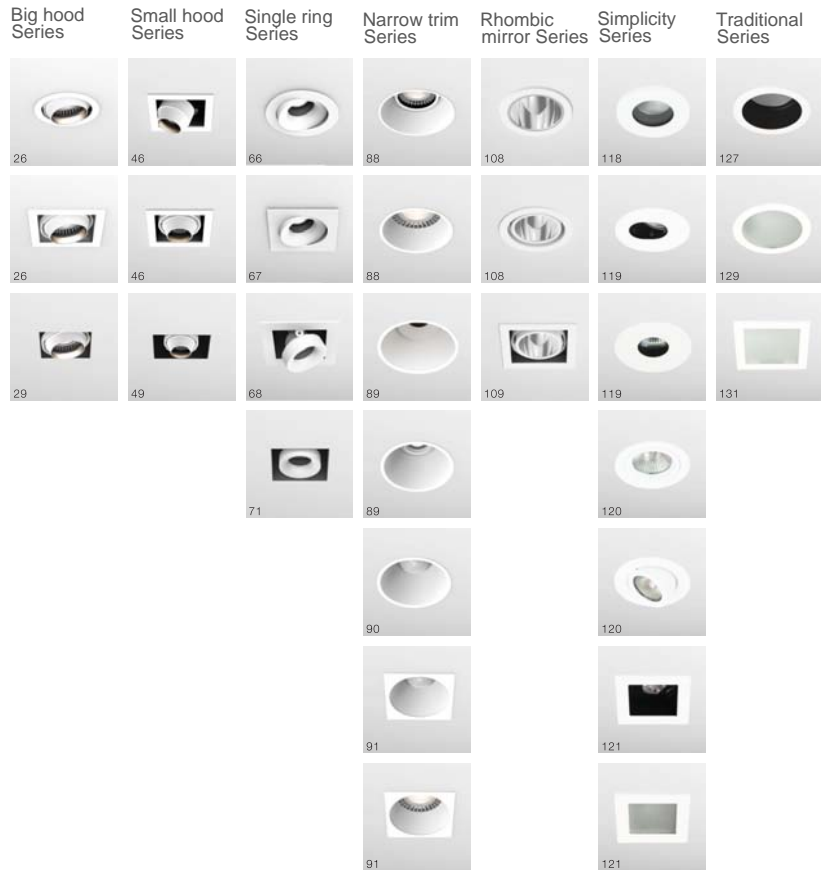 Big hood
Series
Small hood
Series
Single ring
Series
Narrow trim
Series
Rhombic
mirror Series
Simplicity
Series
Traditional
Series
26
46
66
88
108
118
127
26
46
67
88
108
119
129
29
49
68
89
109
119
131
71
89
120
90
120
91
121
91
121